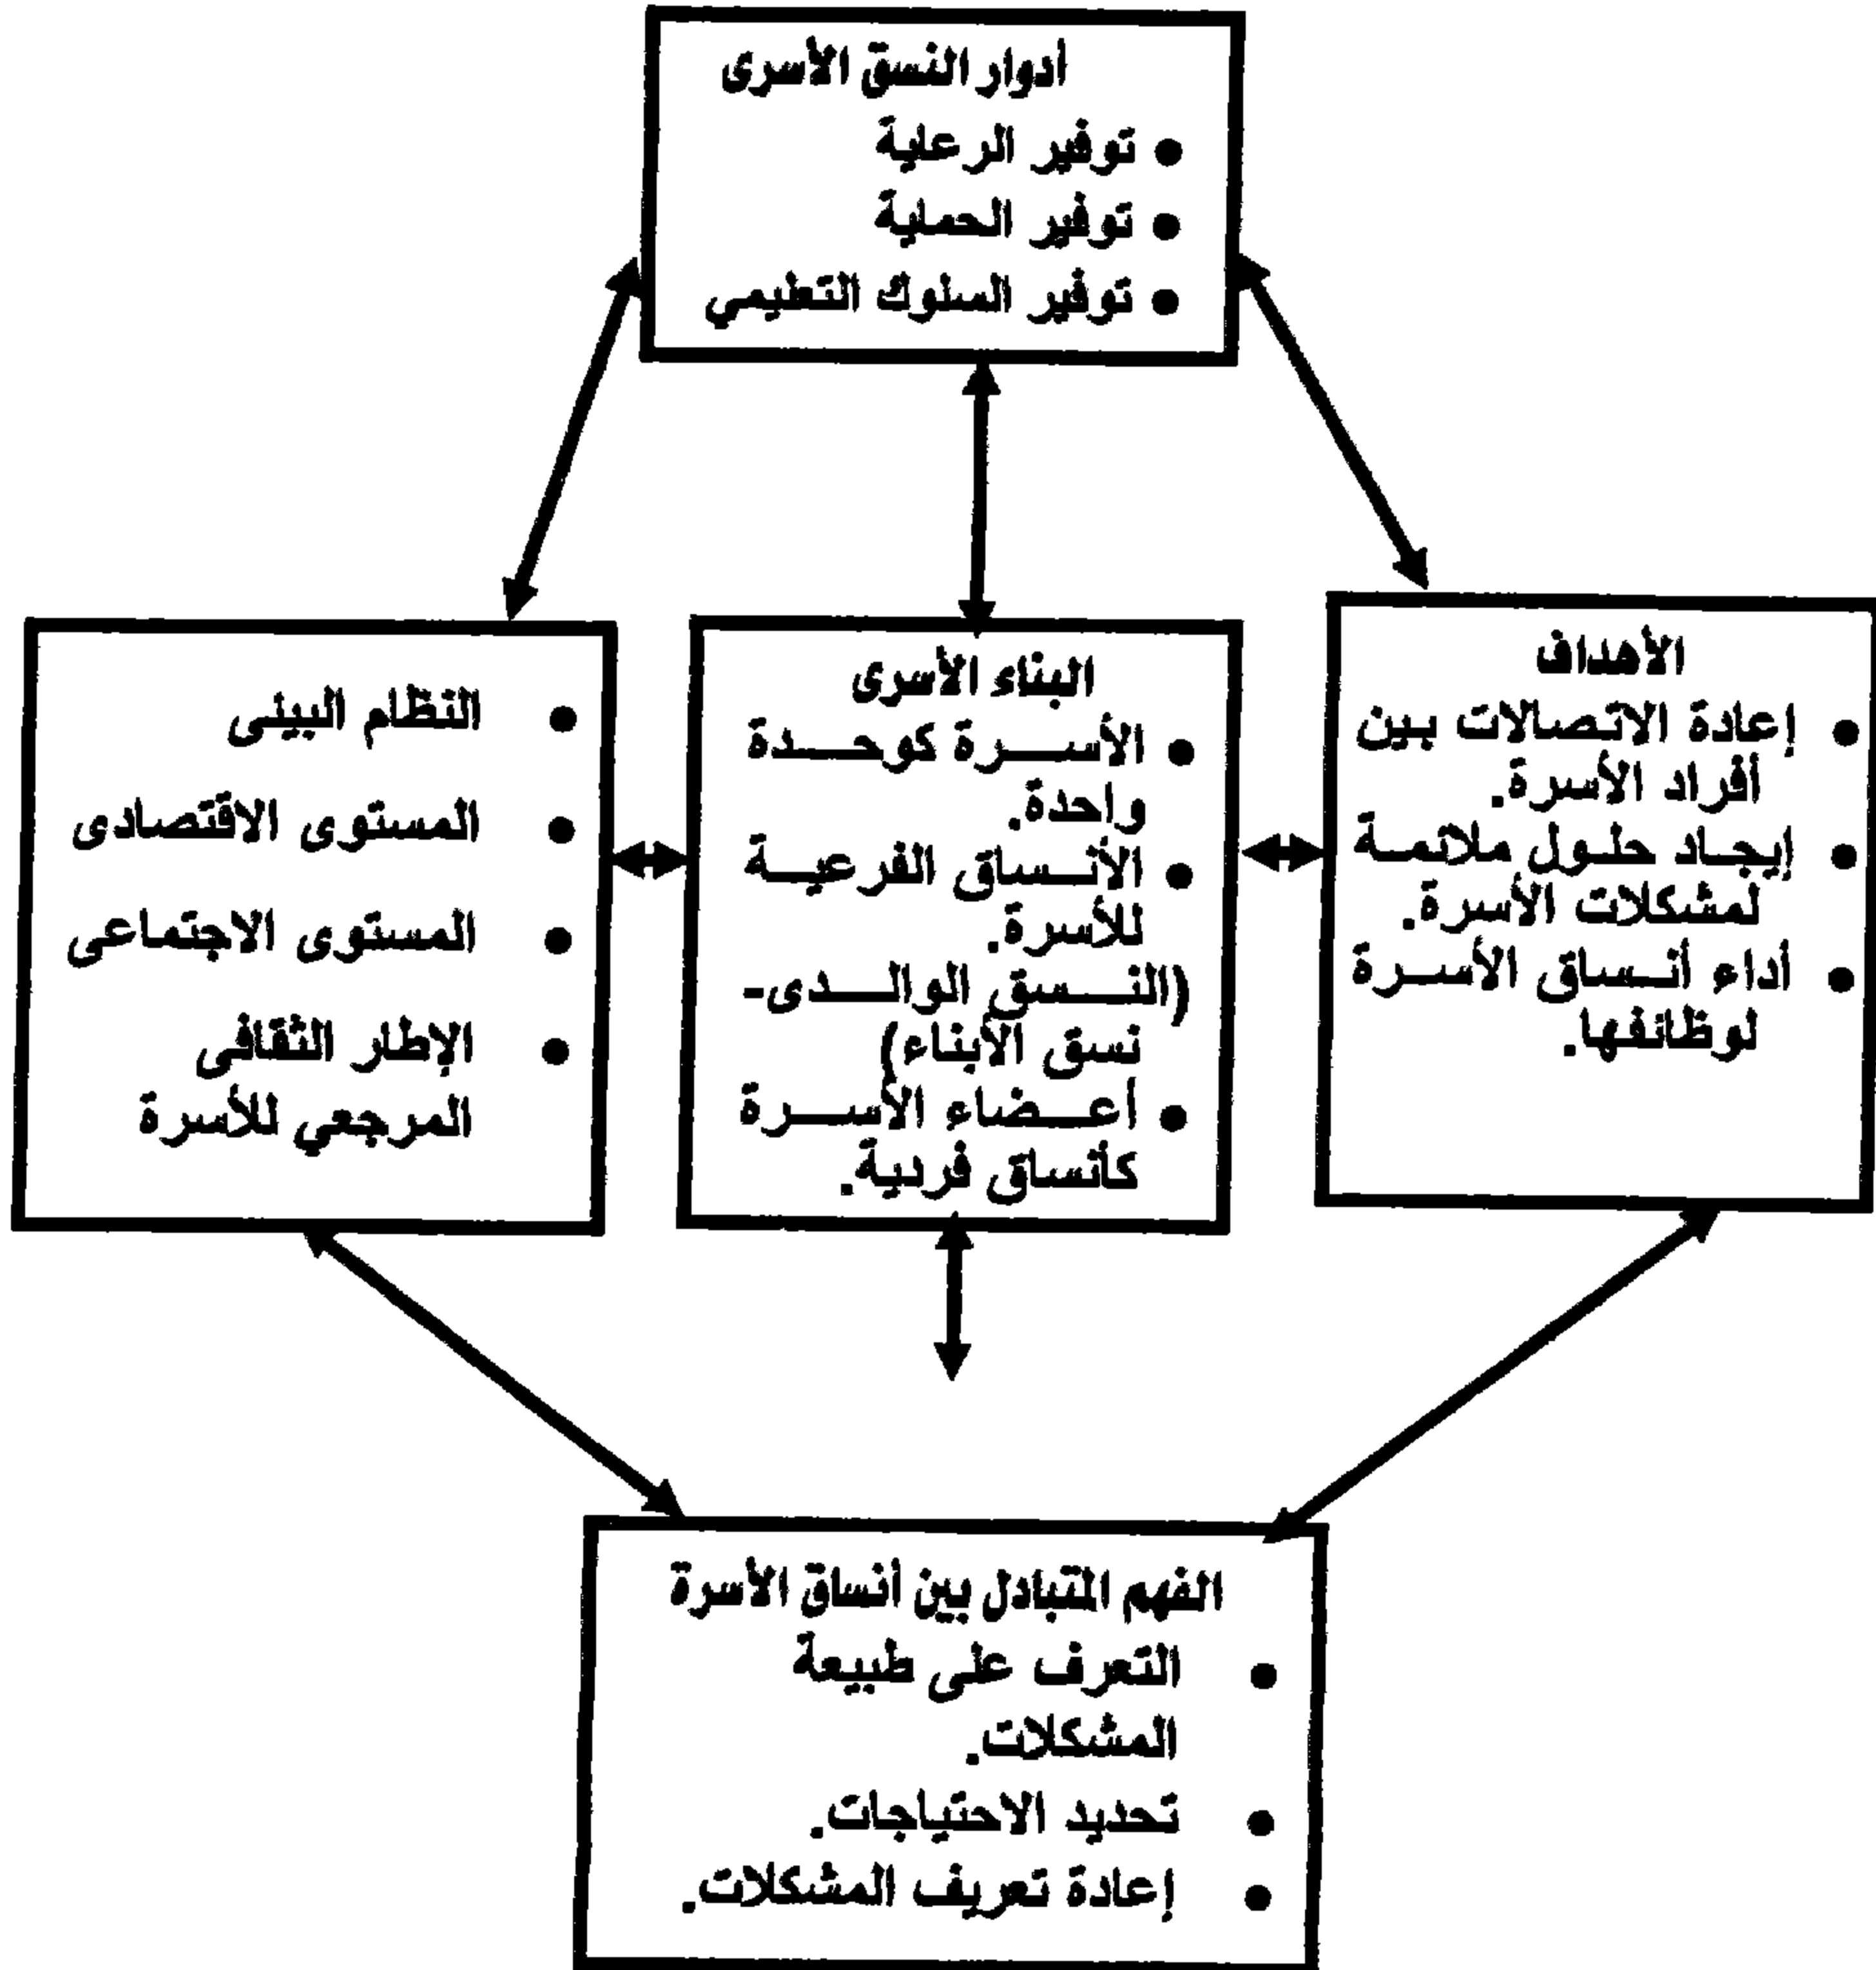 أدوار النسق الأسرى
• توفير الرعاية
• توفير الحماية
• توفير السلوك التنظيمى
الأهداف
• إعادة الاتصالات بين
أفراد الأسرة.
• إيجاد حلول ملائمة
لمشكلات الأسرة.
• أداء أنساق الأسرة
لوظائفها.
البناء الأسرى
• الأسرة كوحدة
واحدة.
• الأنساق الفرعية
للأسرة.
(النسق الوالدى-
نسق الأبناء)
• أعضاء الأسرة
كأنساق فردية.
• النظام البيئى
• المستوى الاقتصادى
• المستوى الاجتماعى
• الإطار الثقافى
المرجعي للأسرة
الفهم المتبادل بين أنساق الأسرة
• التعرف على طبيعة
المشكلات.
• تحديد الاحتياجات.
• إعادة تعريف المشكلات.